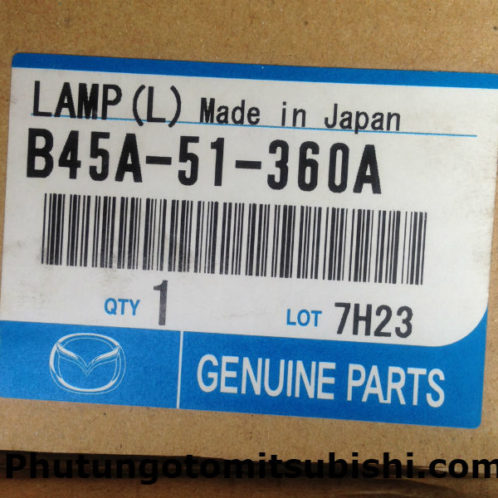 LAMP (L) Made in Japan
B45A-51-360A
QTY 1 LOT 7H23
GENUINE PARTS
Phutungotomitsubishi.com